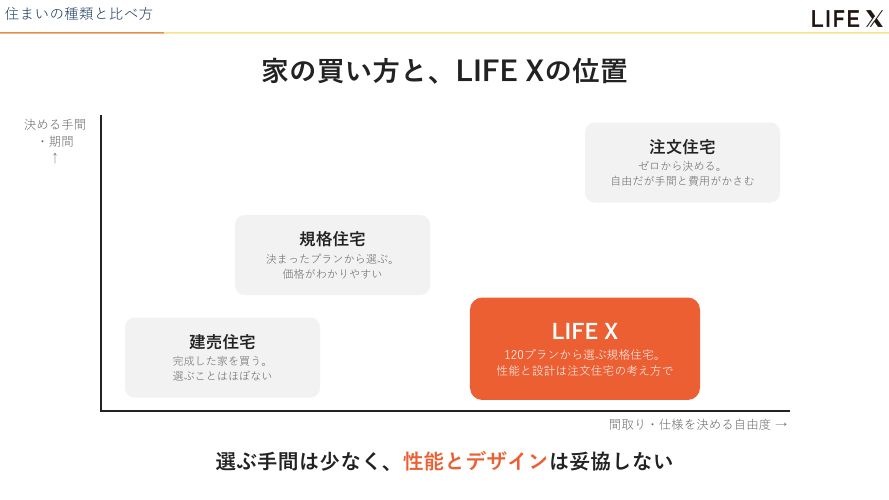 住まいの種類と比べ方
LIFE X
家の買い方と、LIFE Xの位置
決める手間
・期間
↑
注文住宅
ゼロから決める。
自由だが手間と費用がかさむ
規格住宅
決まったプランから選ぶ。
価格がわかりやすい
建売住宅
完成した家を買う。
選ぶことはほぼない
LIFE X
120プランから選ぶ規格住宅。
性能と設計は注文住宅の考え方で
間取り・仕様を決める自由度 →
選ぶ手間は少なく、性能とデザインは妥協しない